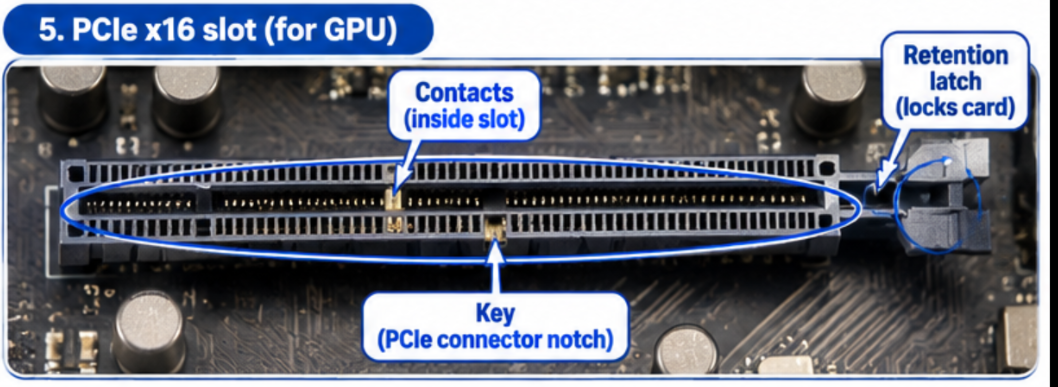 5. PCIe x16 slot (for GPU)
Retention
latch
(locks card)
Contacts
(inside slot)
Key
(PCIe connector notch)